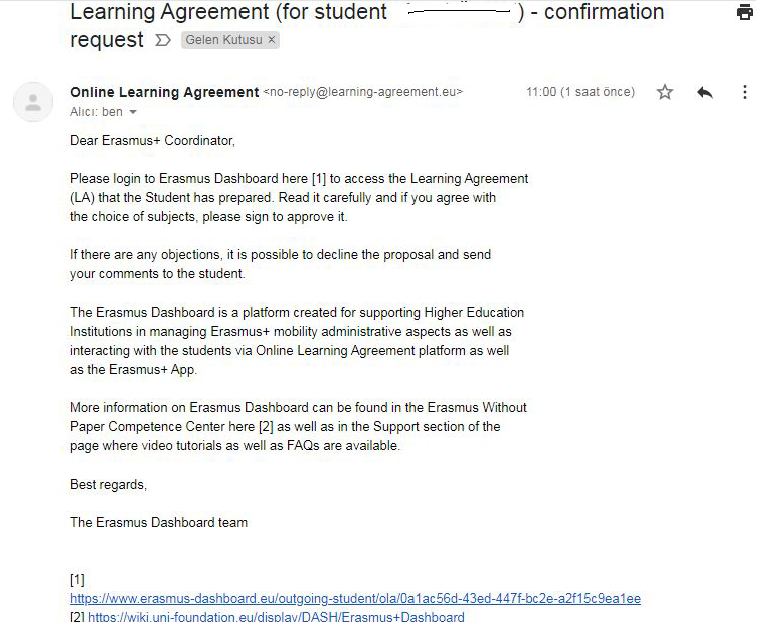 Learning Agreement (for student ) - confirmation
request Gelen Kutusu ×
Online Learning Agreement <no-reply@learning-agreement.eu> 11:00 (1 saat önce)
Alıcı: ben
Dear Erasmus+ Coordinator,
Please login to Erasmus Dashboard here [1] to access the Learning Agreement
(LA) that the Student has prepared. Read it carefully and if you agree with
the choice of subjects, please sign to approve it.
If there are any objections, it is possible to decline the proposal and send
your comments to the student.
The Erasmus Dashboard is a platform created for supporting Higher Education
Institutions in managing Erasmus+ mobility administrative aspects as well as
interacting with the students via Online Learning Agreement platform as well
as the Erasmus+ App.
More information on Erasmus Dashboard can be found in the Erasmus Without
Paper Competence Center here [2] as well as in the Support section of the
page where video tutorials as well as FAQs are available.
Best regards,
The Erasmus Dashboard team
[1]
https://www.erasmus-dashboard.eu/outgoing-student/ola/0a1ac56d-43ed-447f-bc2e-a2f15c9ea1ee
[2] https://wiki.uni-foundation.eu/display/DASH/Erasmus+Dashboard